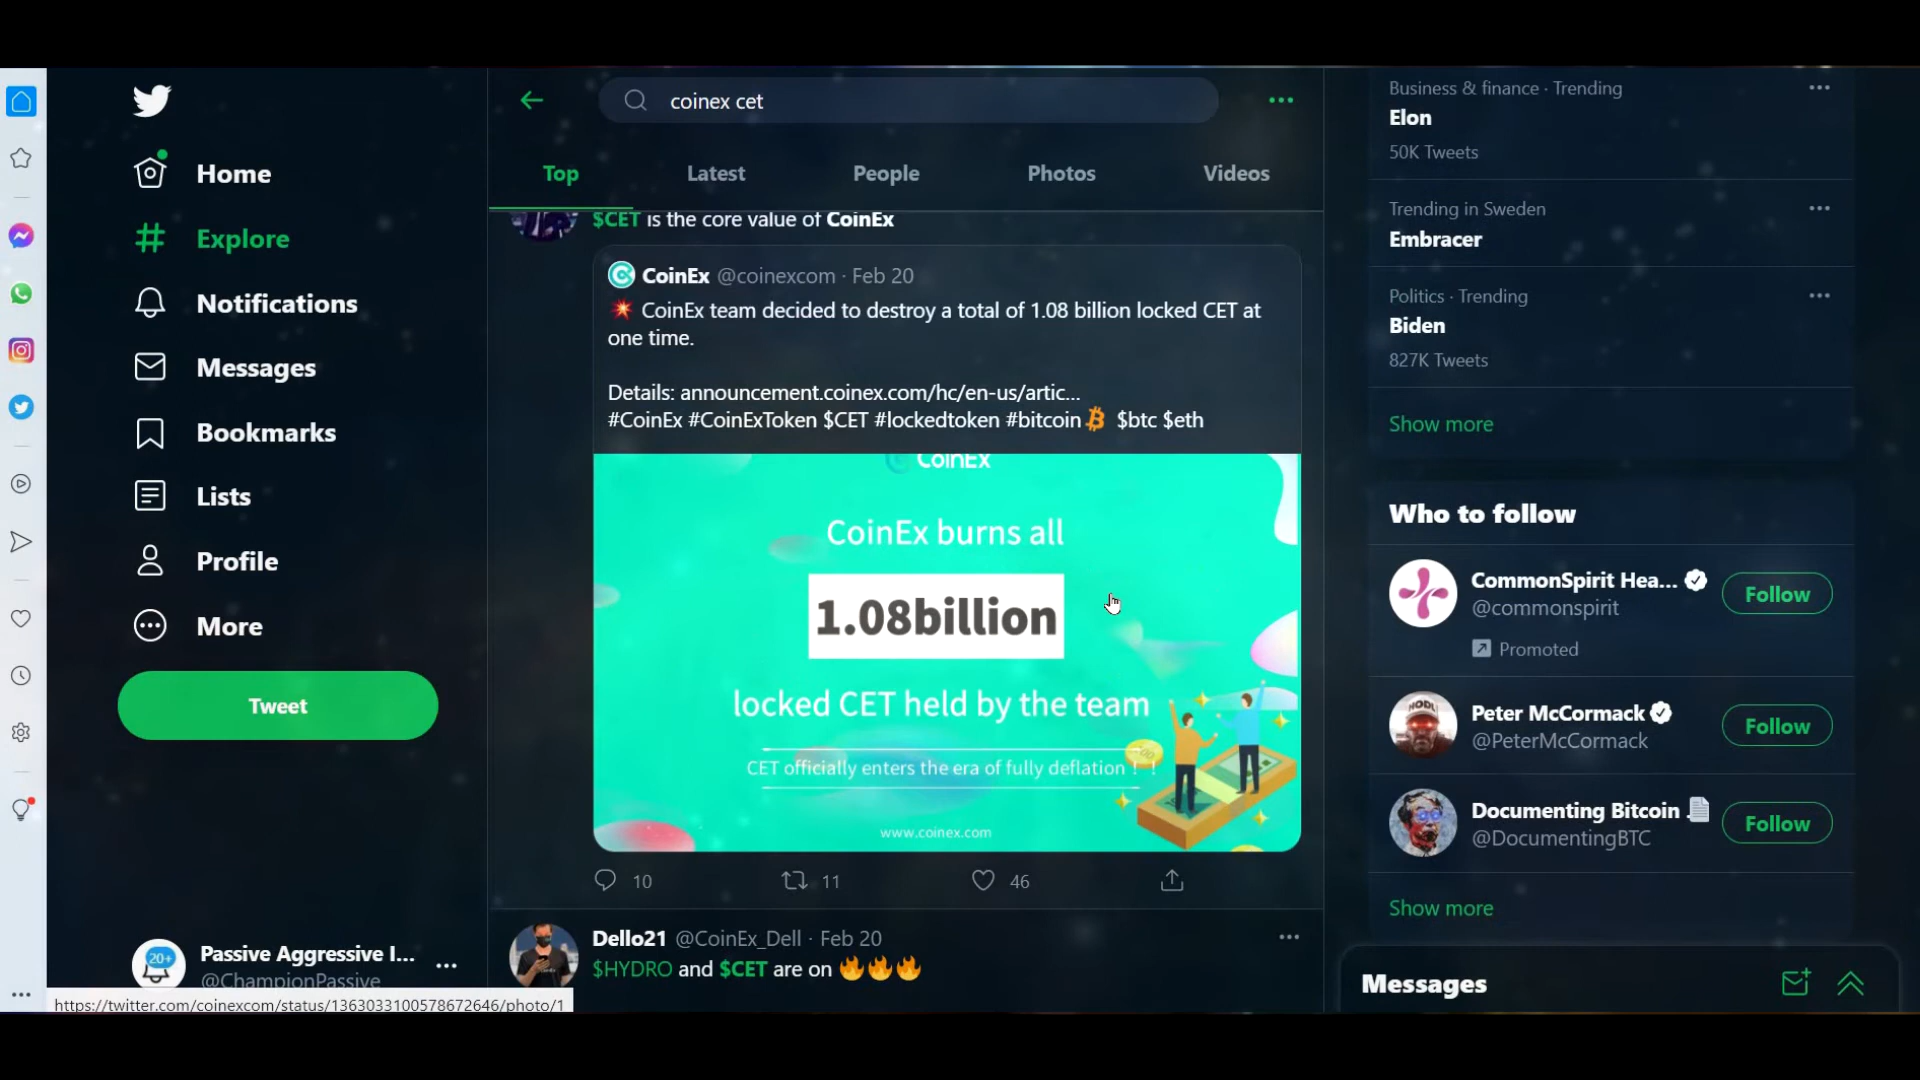 coinex cet
Top
Latest
People
Photos
Videos
Home
Explore
Notifications
Messages
Bookmarks
Lists
Profile
More
Tweet
20+
Passive Aggressive I...
@ChampionPassive
https://twitter.com/coinexcom/status/1363033100578672646/photo/1
$CET is the core value of CoinEx
CoinEx @coinexcom · Feb 20
CoinEx team decided to destroy a total of 1.08 billion locked CET at
one time.
Details: announcement.coinex.com/hc/en-us/artic...
#CoinEx #CoinExToken $CET #lockedtoken #bitcoin $btc $eth
CoinEx
CoinEx burns all
1.08billion
locked CET held by the team
CET officially enters the era of fully deflation ! !
www.coinex.com
10
11
46
Dello21 @CoinEx_Dell · Feb 20
$HYDRO and $CET are on
Business & finance · Trending
Elon
50K Tweets
Trending in Sweden
Embracer
Politics · Trending
Biden
827K Tweets
Show more
Who to follow
CommonSpirit Hea...
@commonspirit
Follow
Promoted
HODL
Peter McCormack
@PeterMcCormack
Follow
Documenting Bitcoin
@DocumentingBTC
Follow
Show more
Messages